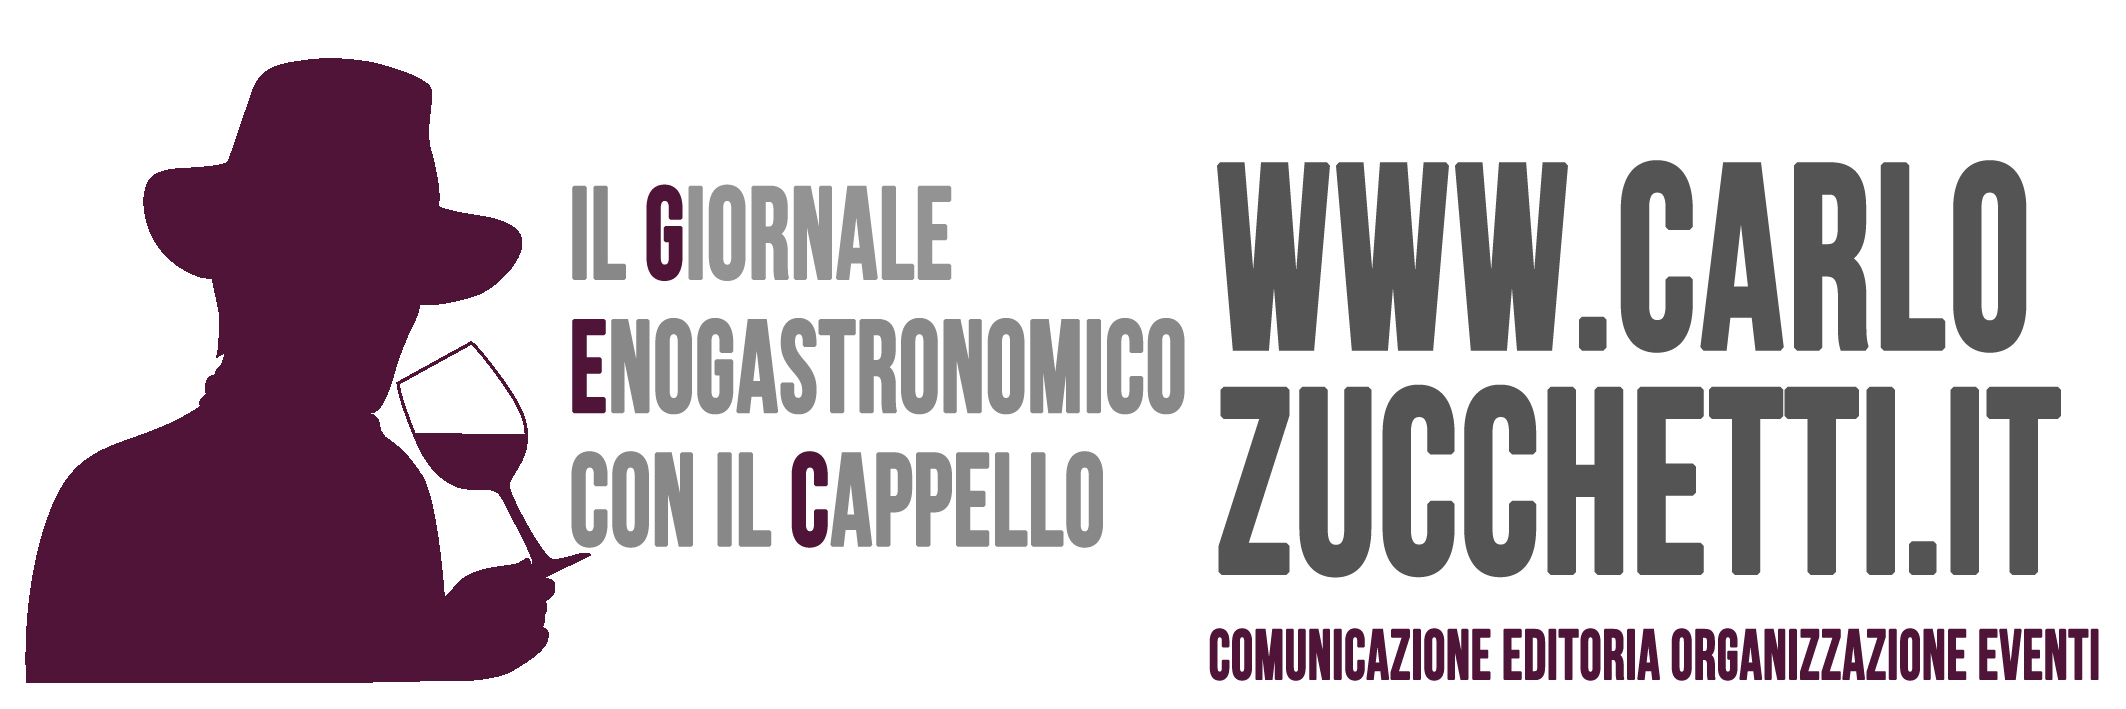 IL GIORNALE
ENOGASTRONOMICO
CON IL CAPPELLO
WWW.CARLO
ZUCCHETTI.IT
COMUNICAZIONE EDITORIA ORGANIZZAZIONE EVENTI